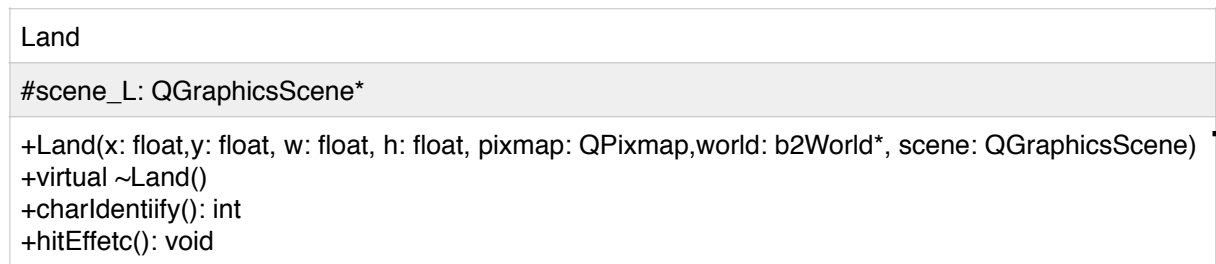 Land
#scene_L: QGraphicsScene*
+Land(x: float,y: float, w: float, h: float, pixmap: QPixmap,world: b2World*, scene: QGraphicsScene)
+virtual ~Land()
+charIdentiify(): int
+hitEffetc(): void